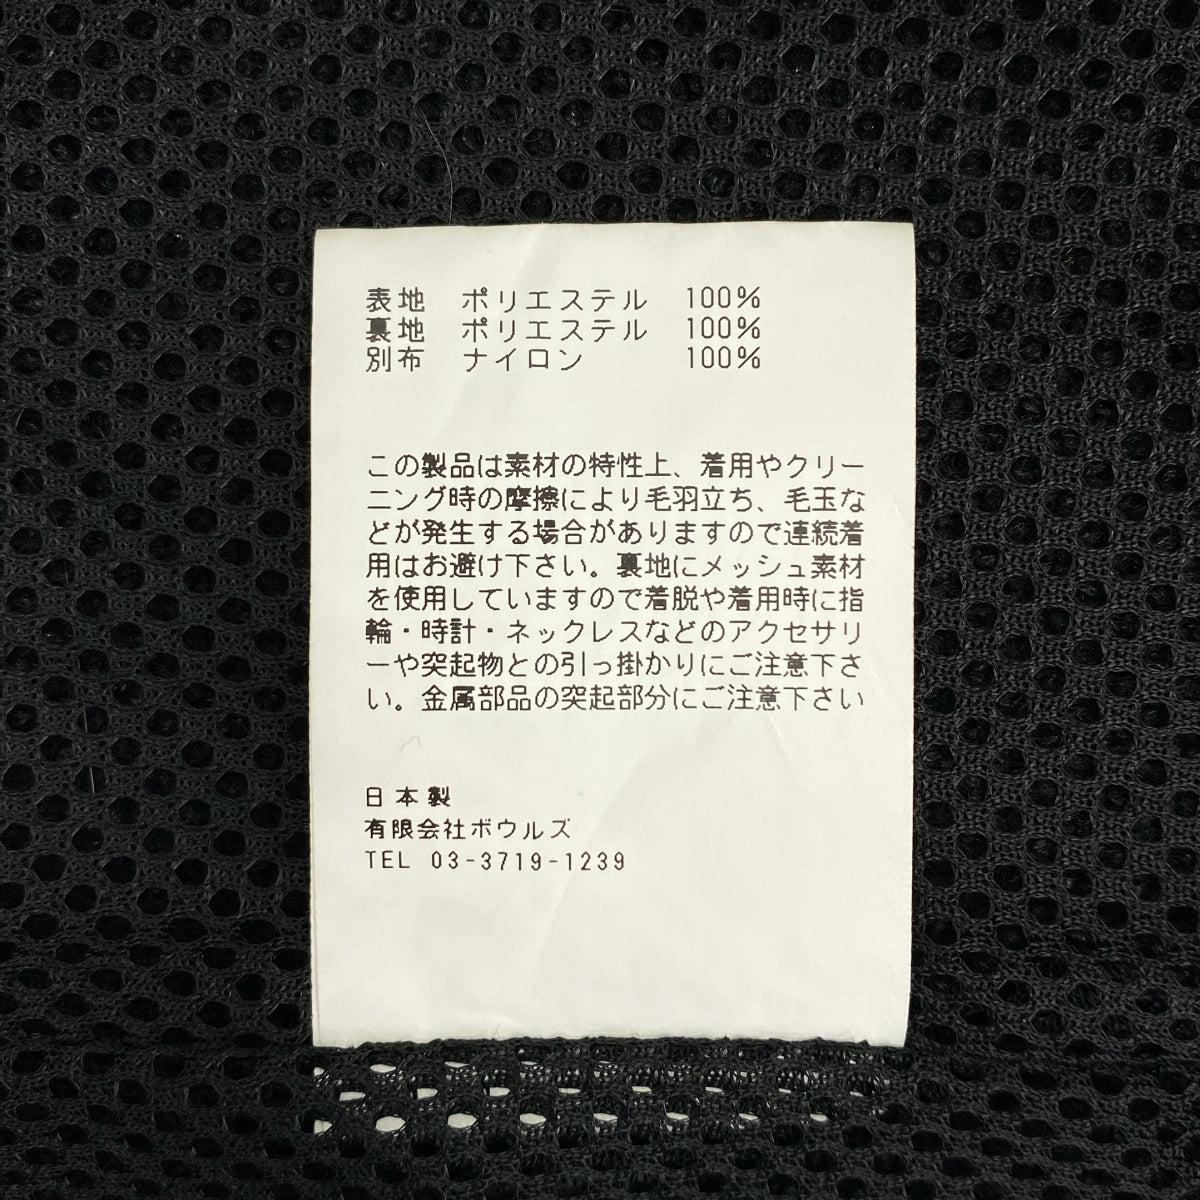 表地 ポリエステル 100%
裏地 ポリエステル 100%
別布 ナイロン 100%
この製品は素材の特性上、着用やクリー
ニング時の摩擦により毛羽立ち、毛玉な
どが発生する場合がありますので連続着
用はお避け下さい。裏地にメッシュ素材
を使用していますので着脱や着用時に指
輪・時計・ネックレスなどのアクセサリ
ーや突起物との引っ掛かりにご注意下さ
い。金属部品の突起部分にご注意下さい
日本製
有限会社ボウルズ
TEL 03-3719-1239